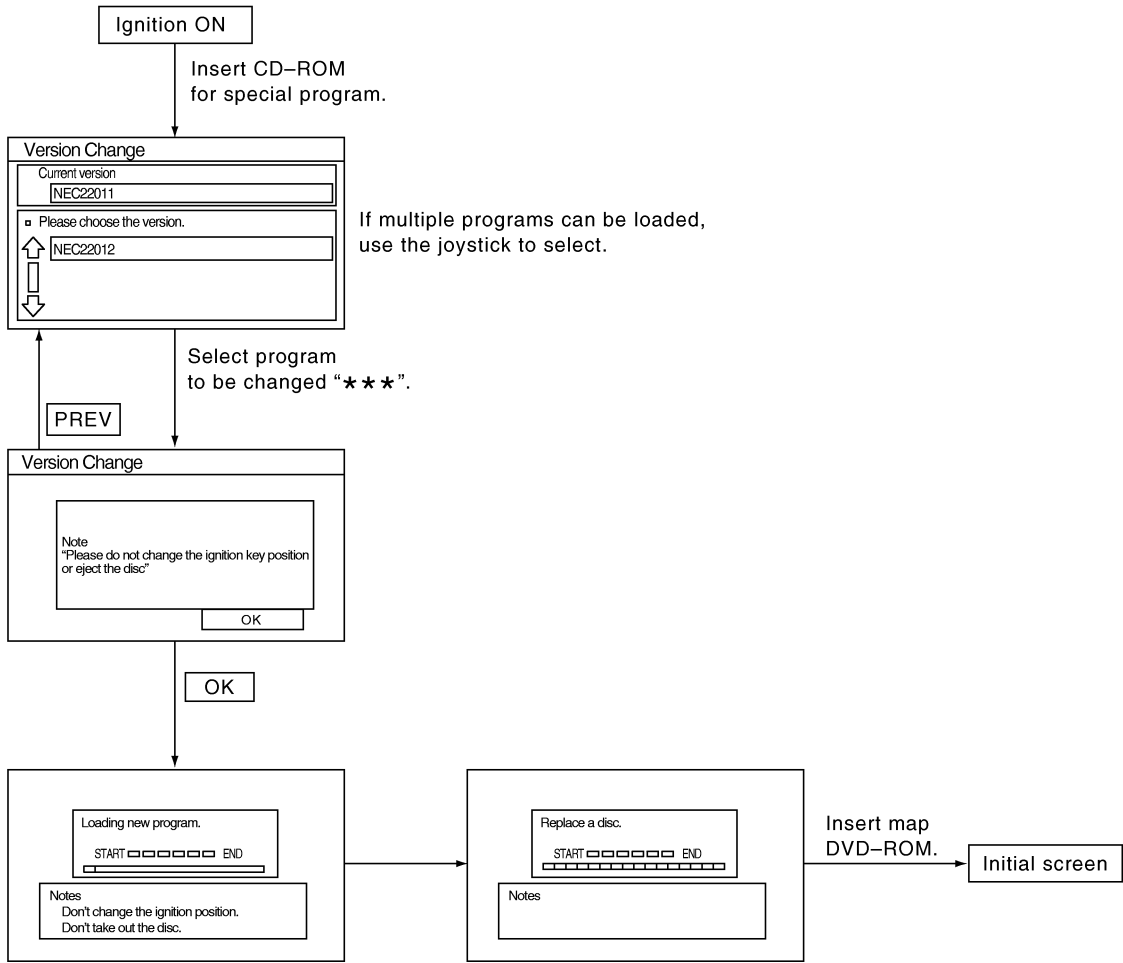 Ignition ON
Insert CD–ROM
for special program.
Version Change
Current version
NEC22011
Please choose the version.
NEC22012
If multiple programs can be loaded,
use the joystick to select.
Select program
to be changed “***”.
PREV
Version Change
Note
“Please do not change the ignition key position
or eject the disc”
OK
OK
Loading new program.
START END
Notes
Don't change the ignition position.
Don't take out the disc.
Replace a disc.
START END
Notes
Insert map
DVD–ROM.
Initial screen